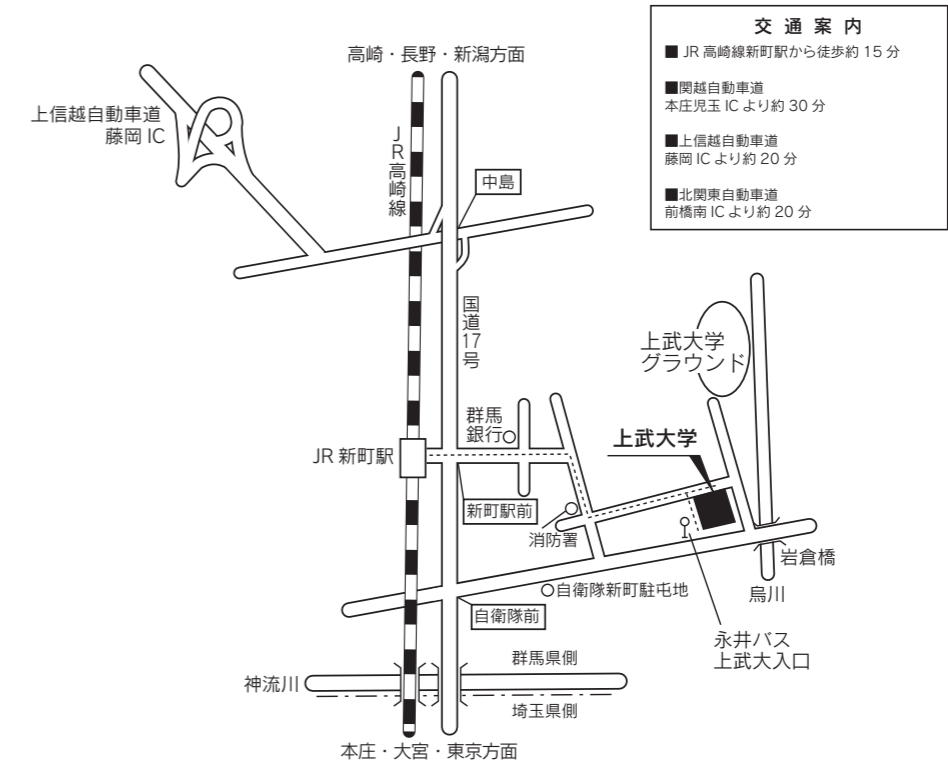 交通案内
■ JR 高崎線新町駅から徒歩約 15 分
■関越自動車道
本庄児玉 IC より約 30 分
■上信越自動車道
藤岡 IC より約 20 分
■北関東自動車道
前橋南 IC より約 20 分
高崎・長野・新潟方面
上信越自動車道
藤岡 IC
JR高崎線
中島
国道17号
上武大学
グラウンド
群馬
銀行
上武大学
JR 新町駅
新町駅前
消防署
岩倉橋
自衛隊新町駐屯地
烏川
自衛隊前
永井バス
上武大入口
群馬県側
神流川
埼玉県側
本庄・大宮・東京方面